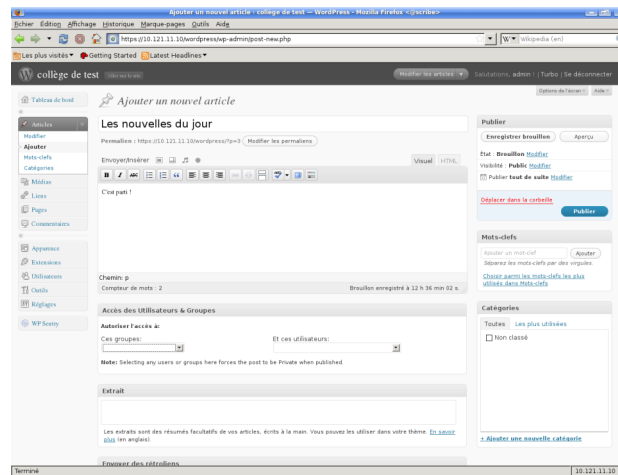 Ajouter un nouvel article ‹ college de test — WordPress - Mozilla Firefox <@scribe>
Fichier Édition Affichage Historique Marque-pages Outils Aide
https://10.121.11.10/wordpress/wp-admin/post-new.php
Wikipedia (en)
Les plus visités Getting Started Latest Headlines
collège de test Aller sur le site Modifier les articles Salutations, admin ! | Turbo | Se déconnecter
Options de l'écran Aide
Tableau de bord
Articles
Modifier
Ajouter
Mots-clefs
Catégories
Médias
Liens
Pages
Commentaires
Apparence
Extensions
Utilisateurs
Outils
Réglages
WP Sentry
Ajouter un nouvel article
Les nouvelles du jour
Permalien : https://10.121.11.10/wordpress/?p=3 Modifier les permaliens
Envoyer/Insérer Visuel HTML
B I ABC
C'est parti !
Chemin: p
Compteur de mots : 2 Brouillon enregistré à 12 h 36 min 02 s.
Accès des Utilisateurs & Groupes
Autoriser l'accès à:
Ces groupes: Et ces utilisateurs:
Note: Selecting any users or groups here forces the post to be Private when published.
Extrait
Les extraits sont des résumés facultatifs de vos articles, écrits à la main. Vous pouvez les utiliser dans votre thème. En savoir
plus (en anglais).
Envoyer des rétroliens
Publier
Enregistrer brouillon Aperçu
État : Brouillon Modifier
Visibilité : Public Modifier
Publier tout de suite Modifier
Déplacer dans la corbeille
Publier
Mots-clefs
Ajouter un mot-clef Ajouter
Séparez les mots-clefs par des virgules.
Choisir parmi les mots-clefs les plus
utilisés dans Mots-clefs
Catégories
Toutes Les plus utilisées
Non classé
+ Ajouter une nouvelle catégorie
Terminé 10.121.11.10